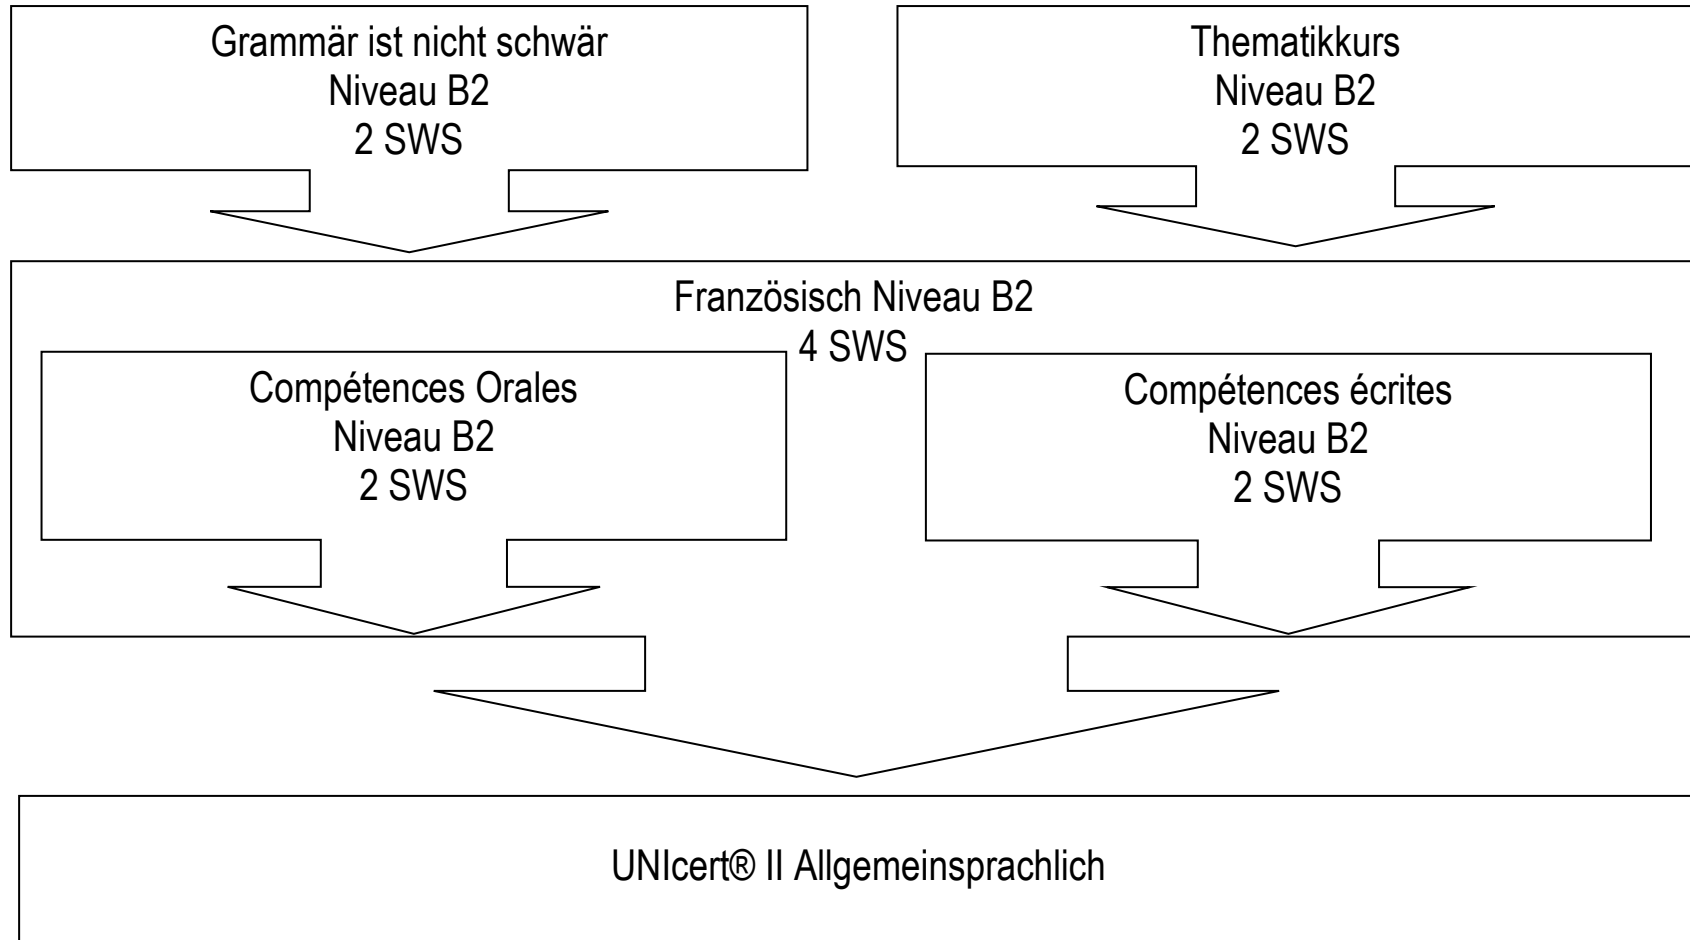 Grammär ist nicht schwär
Niveau B2
2 SWS
Thematikkurs
Niveau B2
2 SWS
Französisch Niveau B2
4 SWS
Compétences Orales
Niveau B2
2 SWS
Compétences écrites
Niveau B2
2 SWS
UNIcert® II Allgemeinsprachlich